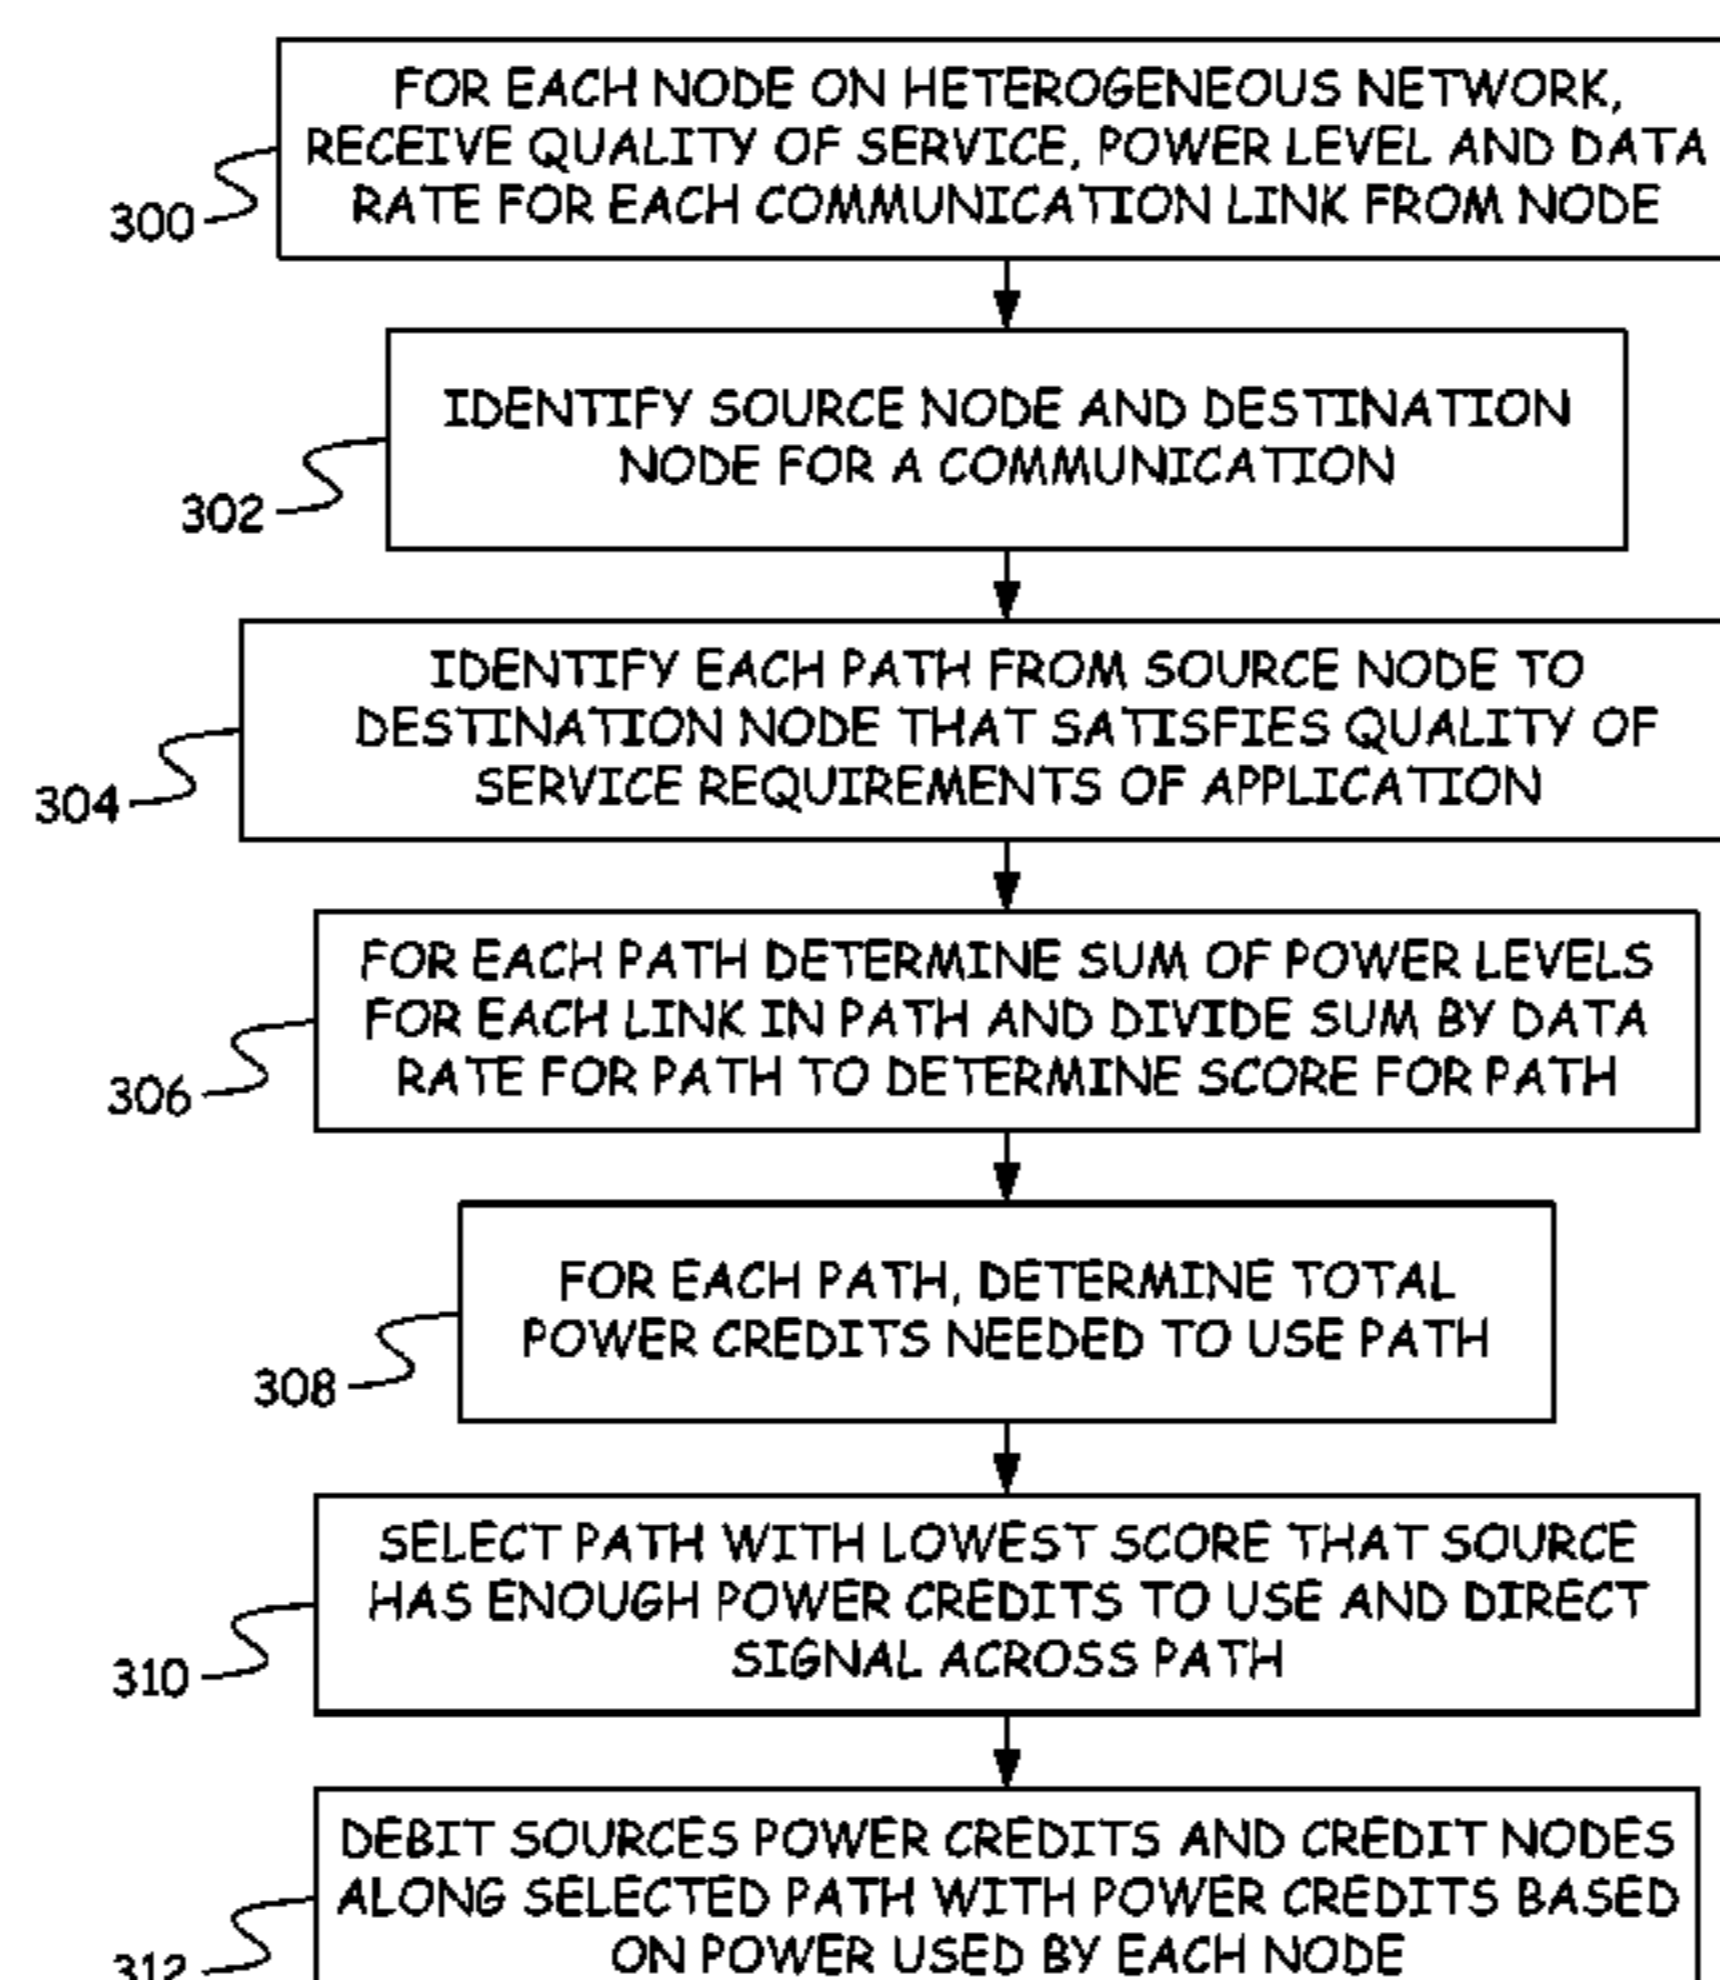 FOR EACH NODE ON HETEROGENEOUS NETWORK,
RECEIVE QUALITY OF SERVICE, POWER LEVEL AND DATA
RATE FOR EACH COMMUNICATION LINK FROM NODE
300
IDENTIFY SOURCE NODE AND DESTINATION
NODE FOR A COMMUNICATION
302
IDENTIFY EACH PATH FROM SOURCE NODE TO
DESTINATION NODE THAT SATISFIES QUALITY OF
SERVICE REQUIREMENTS OF APPLICATION
304
FOR EACH PATH DETERMINE SUM OF POWER LEVELS
FOR EACH LINK IN PATH AND DIVIDE SUM BY DATA
RATE FOR PATH TO DETERMINE SCORE FOR PATH
306
FOR EACH PATH, DETERMINE TOTAL
POWER CREDITS NEEDED TO USE PATH
308
SELECT PATH WITH LOWEST SCORE THAT SOURCE
HAS ENOUGH POWER CREDITS TO USE AND DIRECT
SIGNAL ACROSS PATH
310
DEBIT SOURCES POWER CREDITS AND CREDIT NODES
ALONG SELECTED PATH WITH POWER CREDITS BASED
ON POWER USED BY EACH NODE
312